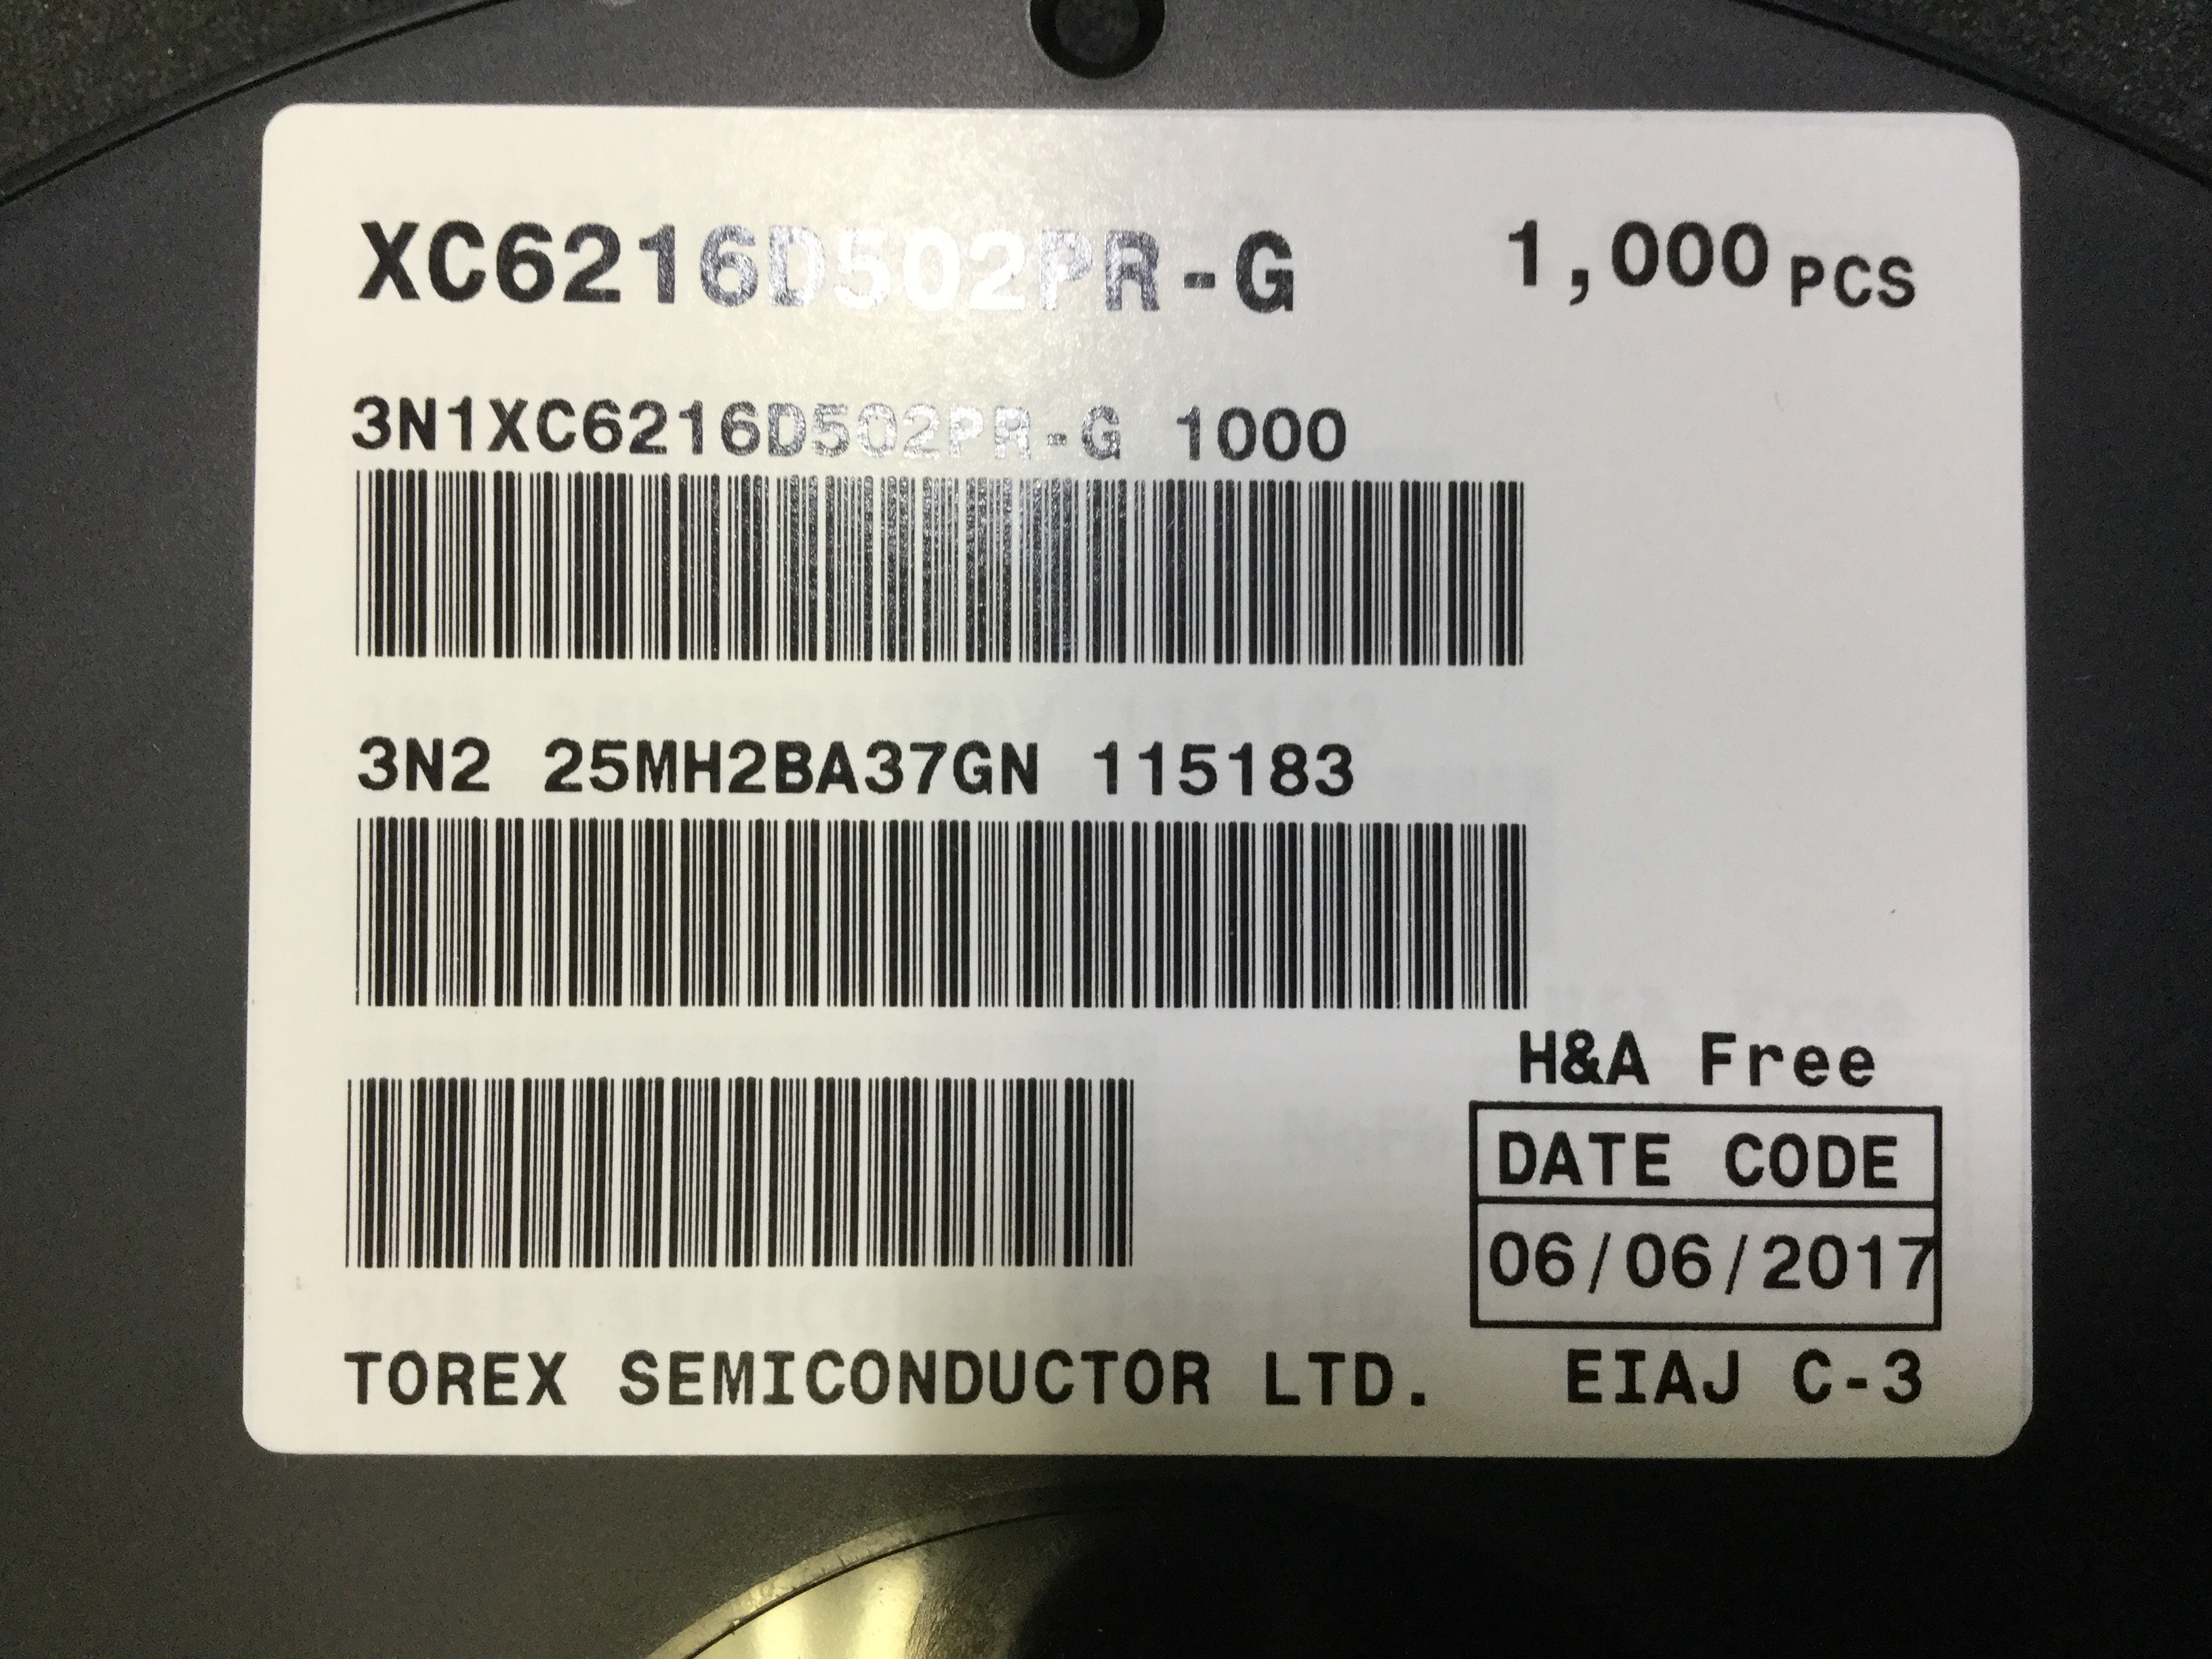 XC6216D502PR-G 1,000 PCS
3N1XC6216D502PR-G 1000
3N2 25MH2BA37GN 115183
H&A Free
DATE CODE
06/06/2017
TOREX SEMICONDUCTOR LTD. EIAJ C-3